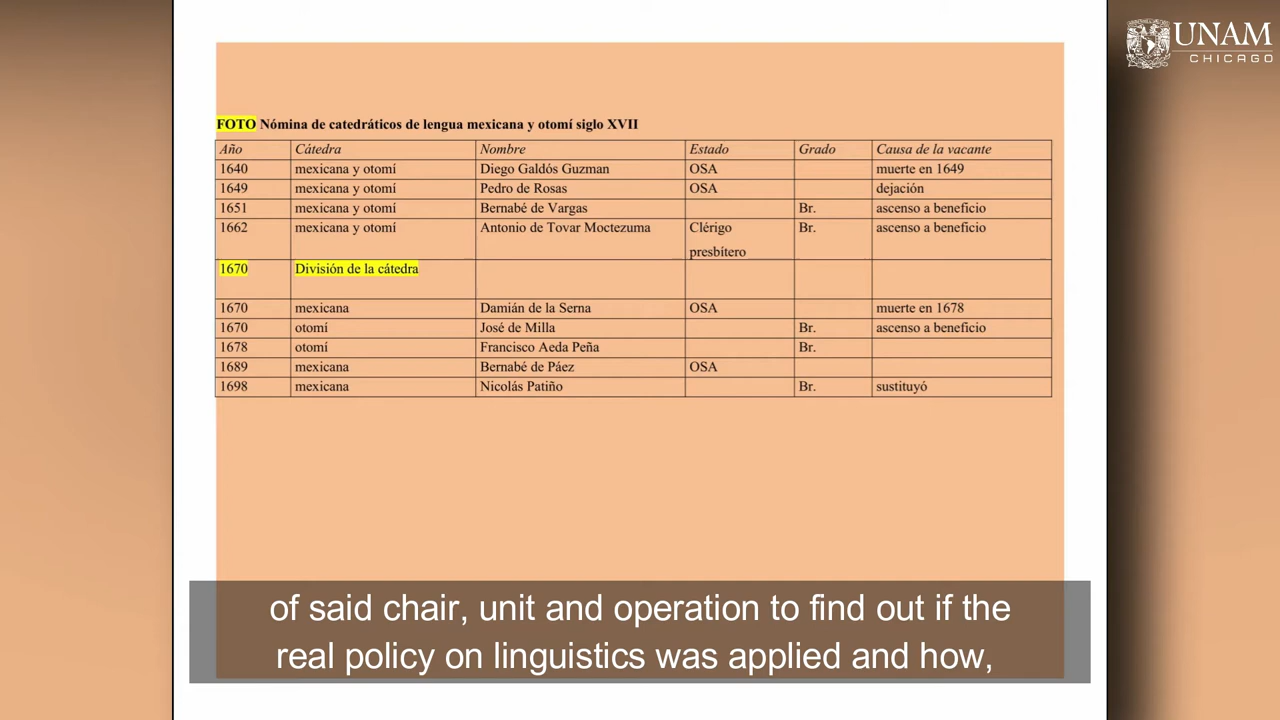 UNAM
CHICAGO
FOTO Nómina de catedráticos de lengua mexicana y otomí siglo XVII
Año Cátedra Nombre Estado Grado Causa de la vacante
1640 mexicana y otomí Diego Galdós Guzman OSA muerte en 1649
1649 mexicana y otomí Pedro de Rosas OSA dejación
1651 mexicana y otomí Bernabé de Vargas Br. ascenso a beneficio
1662 mexicana y otomí Antonio de Tovar Moctezuma Clérigo Br. ascenso a beneficio
presbítero
1670 División de la cátedra
1670 mexicana Damián de la Serna OSA muerte en 1678
1670 otomí José de Milla Br. ascenso a beneficio
1678 otomí Francisco Aeda Peña Br.
1689 mexicana Bernabé de Páez OSA
1698 mexicana Nicolás Patiño Br. sustituyó
of said chair, unit and operation to find out if the
real policy on linguistics was applied and how,